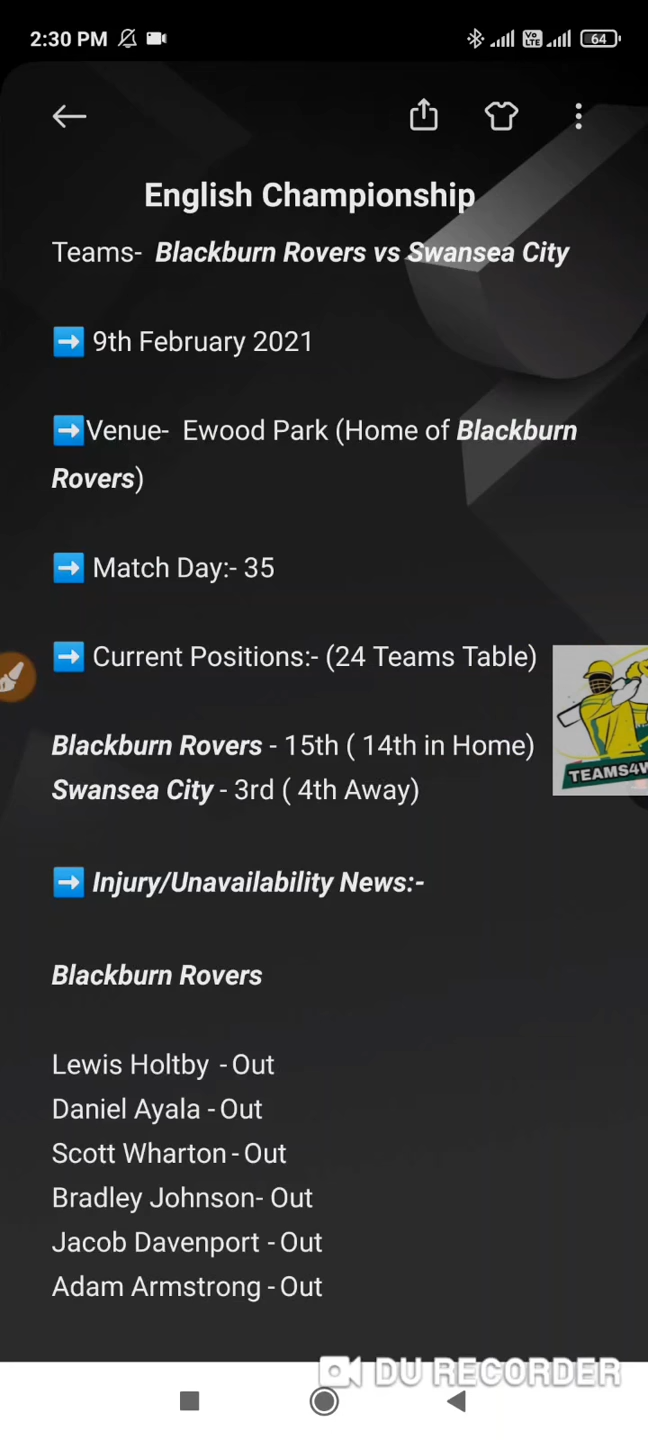 2:30 PM
Vo
LTE
64
English Championship
Teams- Blackburn Rovers vs Swansea City
➡️ 9th February 2021
➡️Venue- Ewood Park (Home of Blackburn
Rovers)
➡️ Match Day:- 35
➡️ Current Positions:- (24 Teams Table)
Blackburn Rovers - 15th ( 14th in Home)
Swansea City - 3rd ( 4th Away)
TEAMS4W
➡️ Injury/Unavailability News:-
Blackburn Rovers
Lewis Holtby - Out
Daniel Ayala - Out
Scott Wharton - Out
Bradley Johnson- Out
Jacob Davenport - Out
Adam Armstrong - Out
DU RECORDER